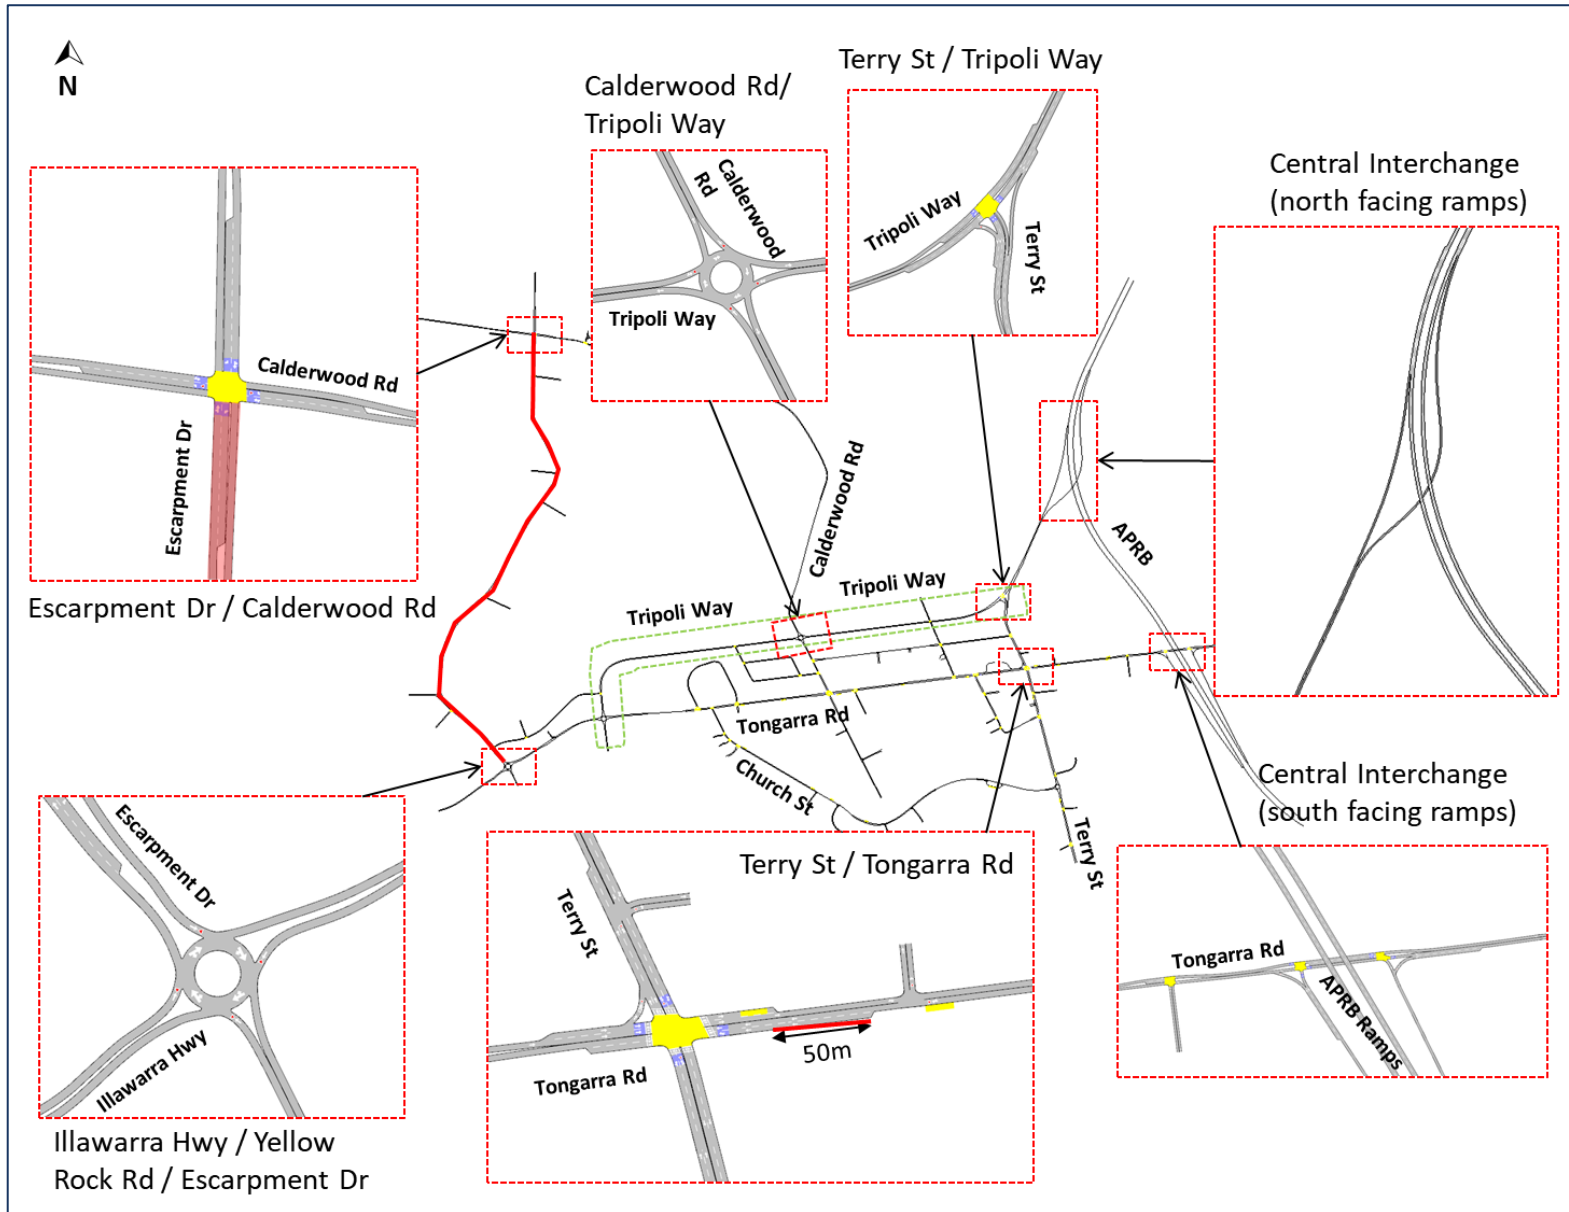 N
Terry St / Tripoli Way
Calderwood Rd/
Tripoli Way
Central Interchange
(north facing ramps)
Calderwood
Rd
Tripoli Way
Tripoli Way
Terry St
Calderwood Rd
Escarpment Dr
Escarpment Dr / Calderwood Rd
Calderwood Rd
APRB
Tripoli Way
Tripoli Way
Tongarra Rd
Church St
Terry St
Central Interchange
(south facing ramps)
Escarpment Dr
Illawarra Hwy
Illawarra Hwy / Yellow
Rock Rd / Escarpment Dr
Terry St / Tongarra Rd
Terry St
50m
Tongarra Rd
Tongarra Rd
APRB Ramps